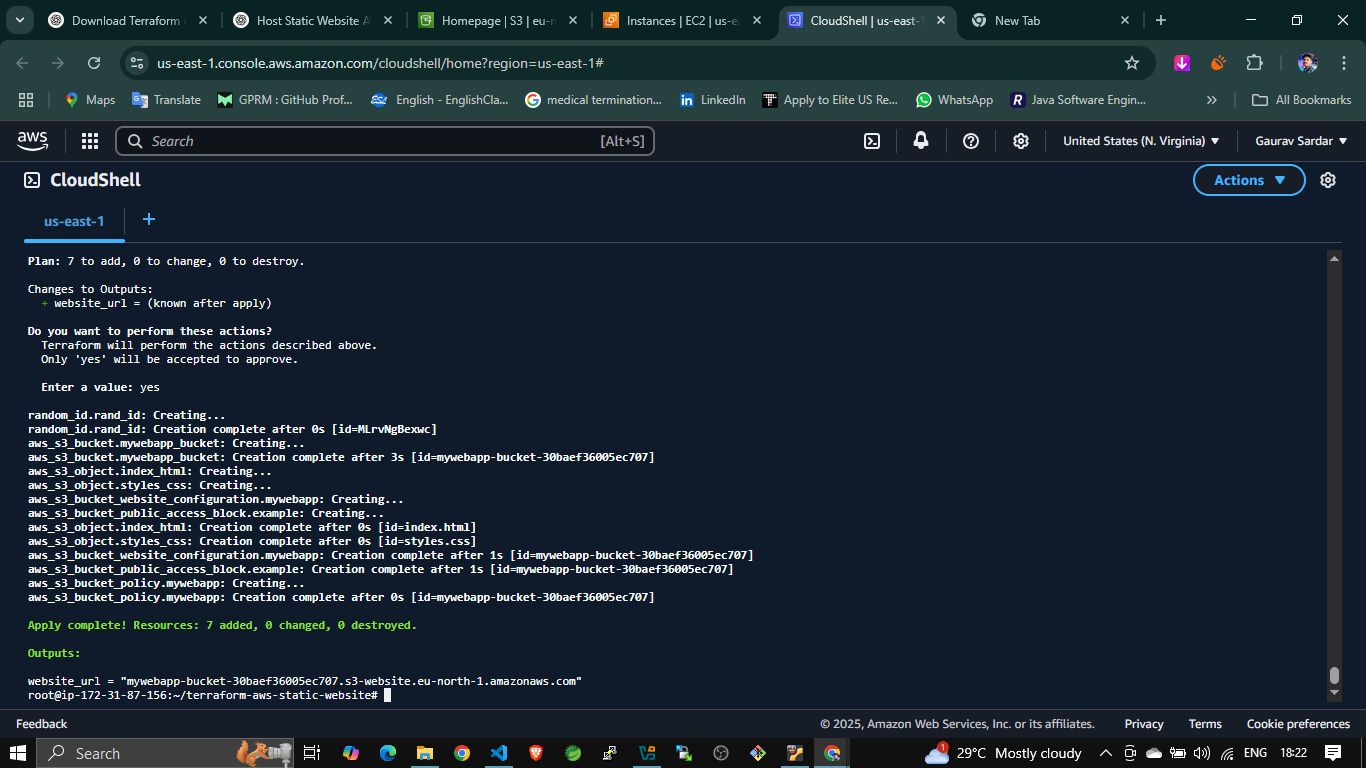 Download Terraform
Host Static Website A
Homepage | S3 | eu-n
Instances | EC2 | us-ea
CloudShell | us-east-1
New Tab
us-east-1.console.aws.amazon.com/cloudshell/home?region=us-east-1#
Maps
Translate
GPRM : GitHub Prof...
English - EnglishCla...
medical termination...
LinkedIn
Apply to Elite US Re...
WhatsApp
Java Software Engin...
»
All Bookmarks
aws
Search
[Alt+S]
United States (N. Virginia)
Gaurav Sardar
CloudShell
Actions
us-east-1
+
Plan: 7 to add, 0 to change, 0 to destroy.
Changes to Outputs:
+ website_url = (known after apply)
Do you want to perform these actions?
Terraform will perform the actions described above.
Only 'yes' will be accepted to approve.
Enter a value: yes
random_id.rand_id: Creating...
random_id.rand_id: Creation complete after 0s [id=MLrvNgBexwc]
aws_s3_bucket.mywebapp_bucket: Creating...
aws_s3_bucket.mywebapp_bucket: Creation complete after 3s [id=mywebapp-bucket-30baef36005ec707]
aws_s3_object.index_html: Creating...
aws_s3_object.styles_css: Creating...
aws_s3_bucket_website_configuration.mywebapp: Creating...
aws_s3_bucket_public_access_block.example: Creating...
aws_s3_object.index_html: Creation complete after 0s [id=index.html]
aws_s3_object.styles_css: Creation complete after 0s [id=styles.css]
aws_s3_bucket_website_configuration.mywebapp: Creation complete after 1s [id=mywebapp-bucket-30baef36005ec707]
aws_s3_bucket_public_access_block.example: Creation complete after 1s [id=mywebapp-bucket-30baef36005ec707]
aws_s3_bucket_policy.mywebapp: Creating...
aws_s3_bucket_policy.mywebapp: Creation complete after 0s [id=mywebapp-bucket-30baef36005ec707]
Apply complete! Resources: 7 added, 0 changed, 0 destroyed.
Outputs:
website_url = "mywebapp-bucket-30baef36005ec707.s3-website.eu-north-1.amazonaws.com"
root@ip-172-31-87-156:~/terraform-aws-static-website#
Feedback
© 2025, Amazon Web Services, Inc. or its affiliates.
Privacy
Terms
Cookie preferences
Search
1
29°C Mostly cloudy
ENG
18:22